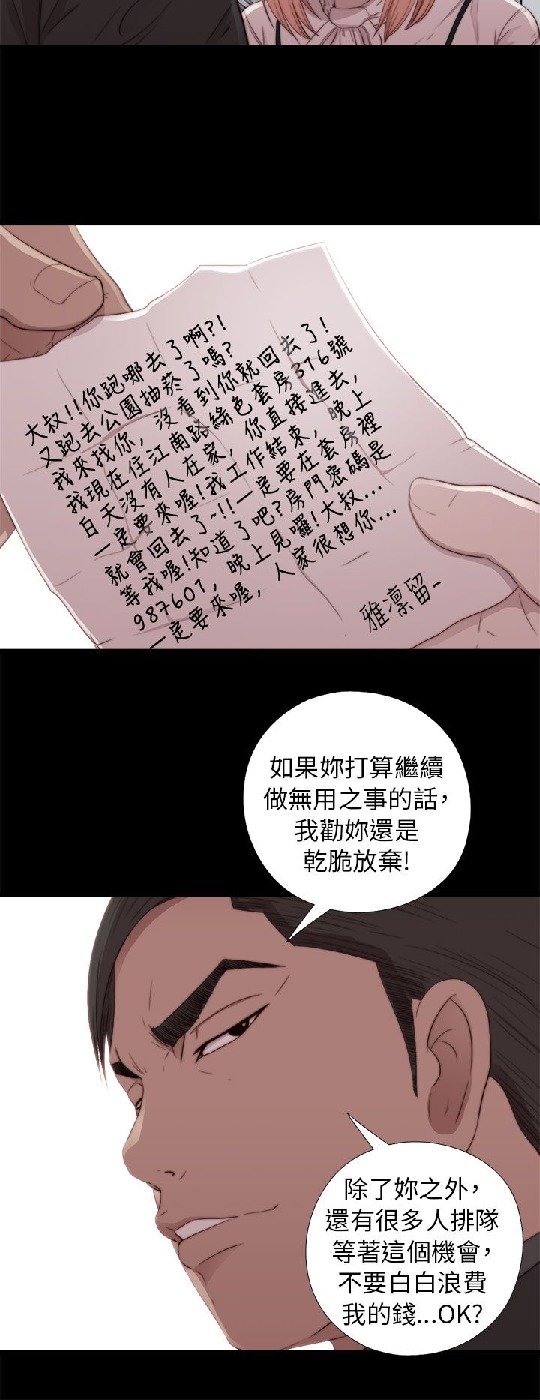 大叔!!你跑哪去了啊?!
又跑去公園抽菸了嗎?
我來找你, 沒看到你就回去了!
我現在住江南路綠色套房376號
白天沒有人在家, 你直接進去,
一定要來喔!我工作結束, 晚上
就會回去了~!!一定要在套房裡
等我喔!知道了吧?房門密碼是
987601, 晚上見囉!大叔...
一定要來喔, 人家很想你...
雅凛留~
如果妳打算繼續
做無用之事的話,
我勸妳還是
乾脆放棄!
除了妳之外,
還有很多人排隊
等著這個機會,
不要白白浪費
我的錢...OK?